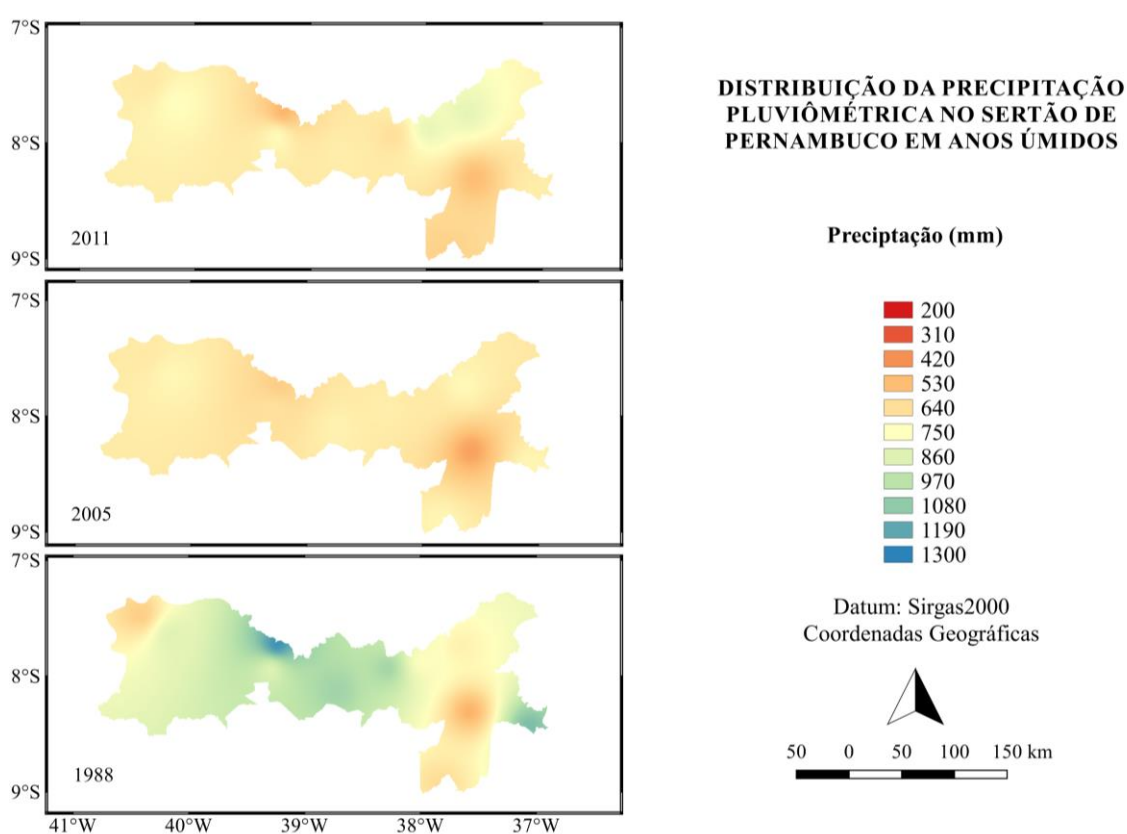 7°S
8°S
2011
9°S
7°S
8°S
2005
9°S
7°S
8°S
1988
9°S
41°W 40°W 39°W 38°W 37°W
DISTRIBUIÇÃO DA PRECIPITAÇÃO
PLUVIÔMÉTRICA NO SERTÃO DE
PERNAMBUCO EM ANOS ÚMIDOS
Preciptação (mm)
200
310
420
530
640
750
860
970
1080
1190
1300
Datum: Sirgas2000
Coordenadas Geográficas
50 0 50 100 150 km